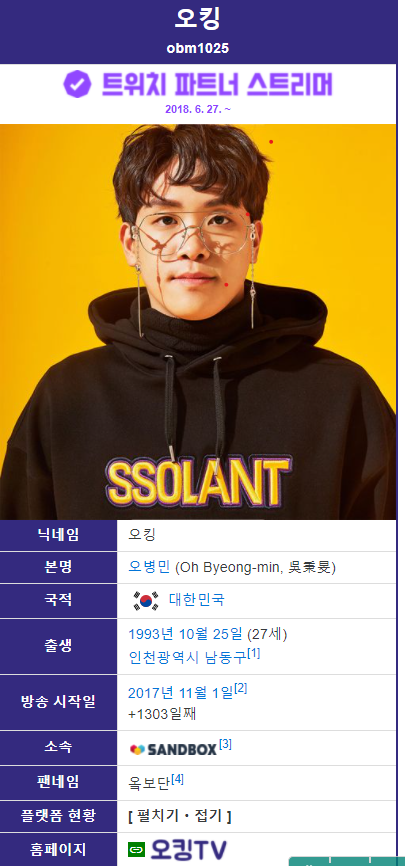 오킹
obm1025
트위치 파트너 스트리머
2018. 6. 27. ~
SSOLANT
닉네임 오킹
본명 오병민 (Oh Byeong-min, 吳秉旻)
국적 대한민국
출생 1993년 10월 25일 (27세)
인천광역시 남동구[1]
방송 시작일 2017년 11월 1일[2]
+1303일째
소속 SANDBOX[3]
팬네임 옥보단[4]
플랫폼 현황 [ 펼치기 · 접기 ]
홈페이지 오킹TV